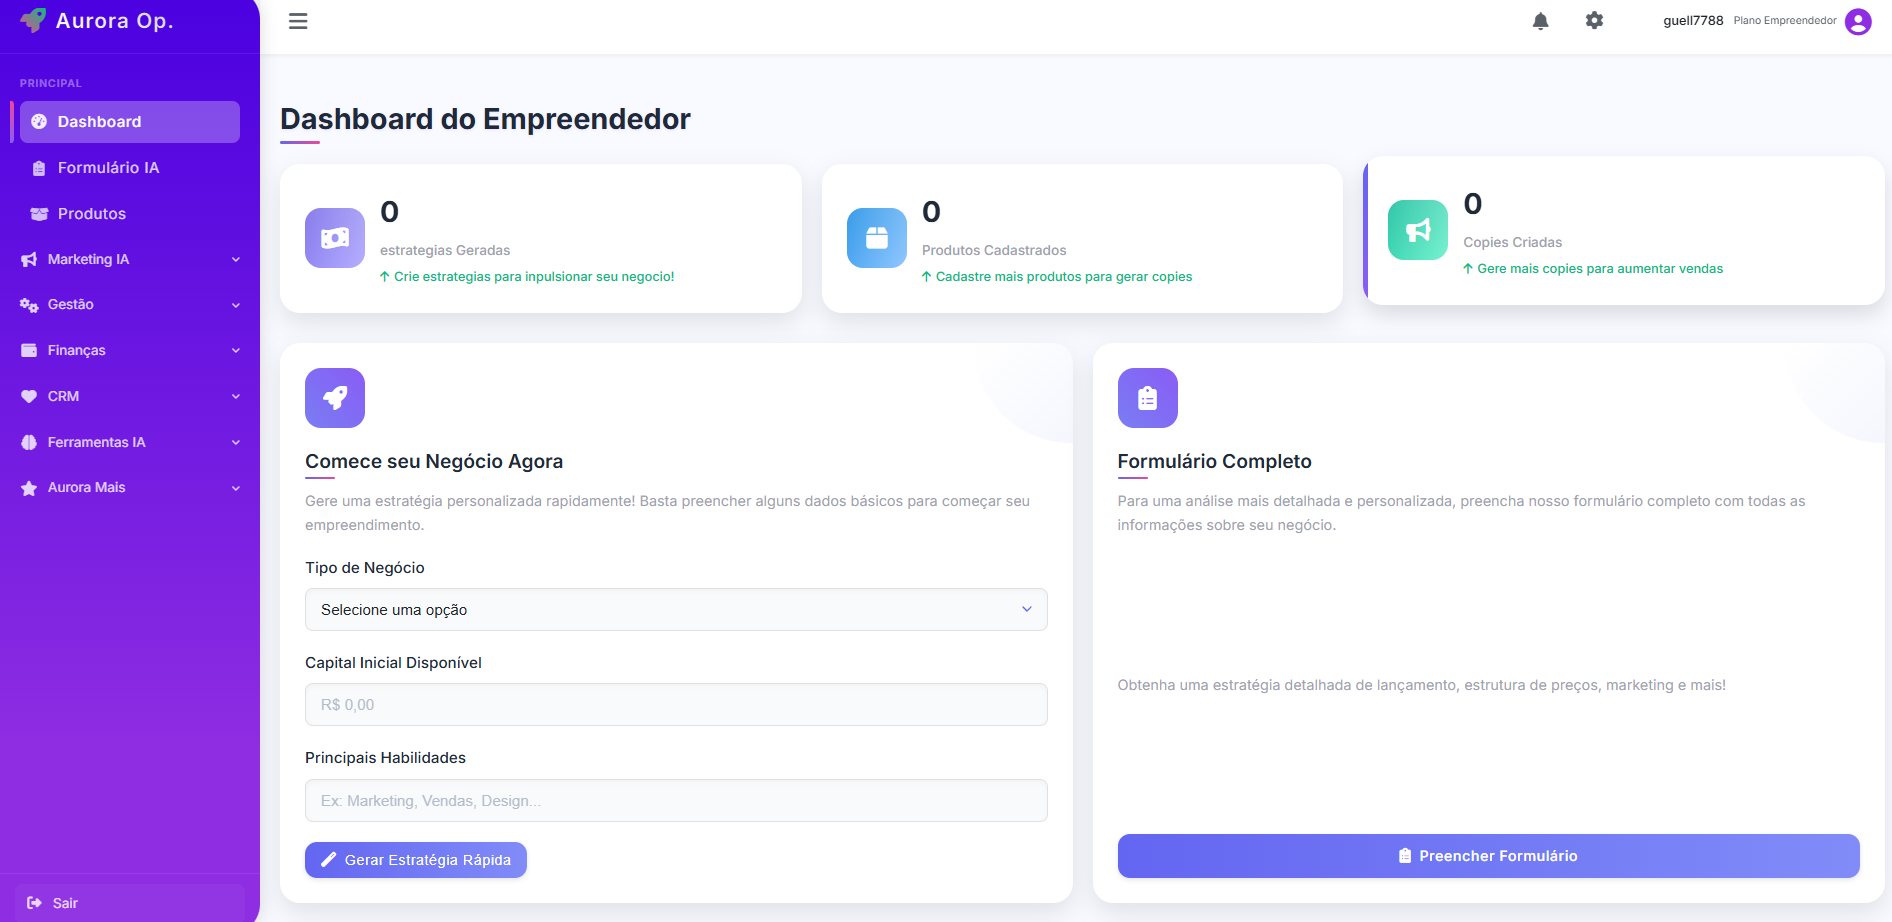 Aurora Op.
guell7788 Plano Empreendedor
PRINCIPAL
Dashboard
Formulário IA
Produtos
Marketing IA
Gestão
Finanças
CRM
Ferramentas IA
Aurora Mais
Sair
Dashboard do Empreendedor
0
estrategias Geradas
Crie estrategias para inpulsionar seu negocio!
0
Produtos Cadastrados
Cadastre mais produtos para gerar copies
0
Copies Criadas
Gere mais copies para aumentar vendas
Comece seu Negócio Agora
Gere uma estratégia personalizada rapidamente! Basta preencher alguns dados básicos para começar seu
empreendimento.
Tipo de Negócio
Selecione uma opção
Capital Inicial Disponível
R$ 0,00
Principais Habilidades
Ex: Marketing, Vendas, Design...
Gerar Estratégia Rápida
Formulário Completo
Para uma análise mais detalhada e personalizada, preencha nosso formulário completo com todas as
informações sobre seu negócio.
Obtenha uma estratégia detalhada de lançamento, estrutura de preços, marketing e mais!
Preencher Formulário